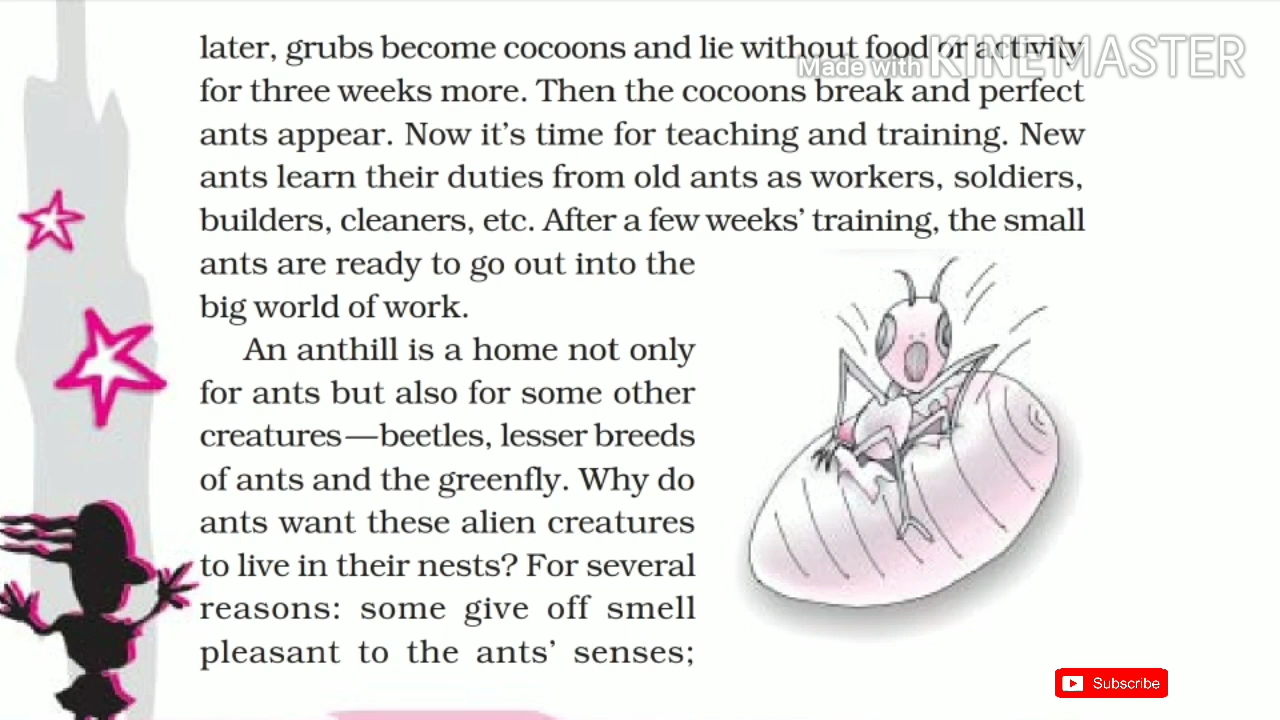 later, grubs become cocoons and lie without food or activity
Made with KINEMASTER
for three weeks more. Then the cocoons break and perfect
ants appear. Now it's time for teaching and training. New
ants learn their duties from old ants as workers, soldiers,
builders, cleaners, etc. After a few weeks' training, the small
ants are ready to go out into the
big world of work.
An anthill is a home not only
for ants but also for some other
creatures—beetles, lesser breeds
of ants and the greenfly. Why do
ants want these alien creatures
to live in their nests? For several
reasons: some give off smell
pleasant to the ants' senses;
Subscribe